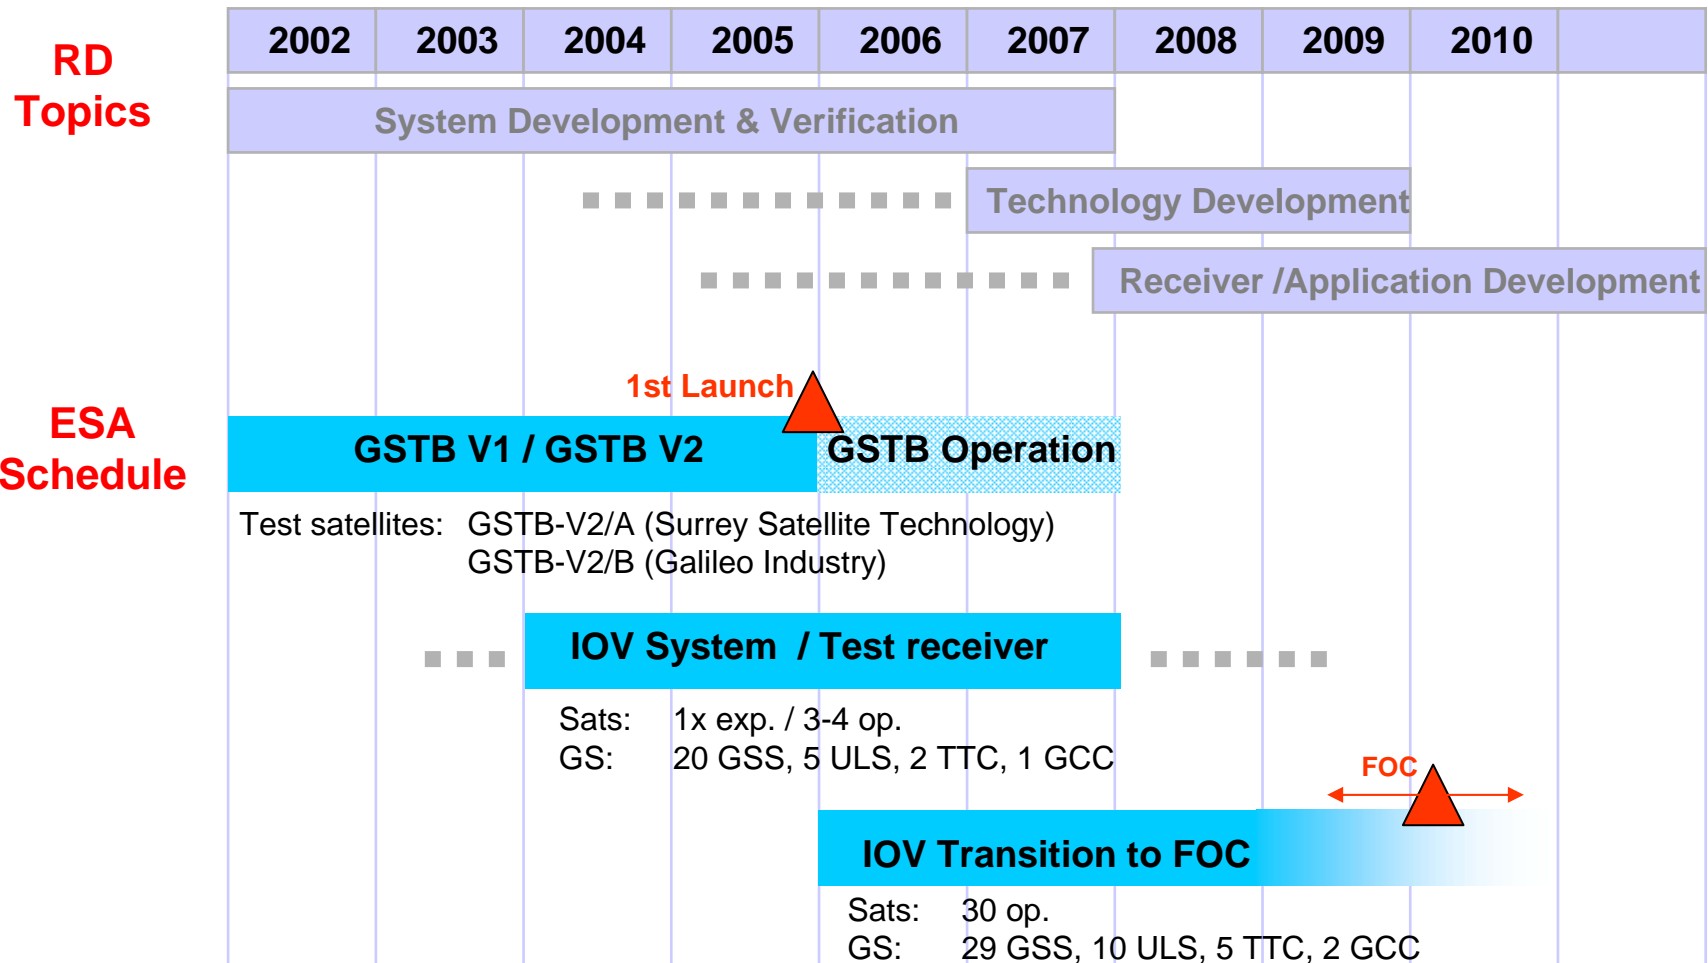 RD
Topics
2002 2003 2004 2005 2006 2007 2008 2009 2010
System Development & Verification
Technology Development
Receiver /Application Development
ESA
Schedule
1st Launch
GSTB V1 / GSTB V2
GSTB Operation
Test satellites: GSTB-V2/A (Surrey Satellite Technology)
GSTB-V2/B (Galileo Industry)
IOV System / Test receiver
Sats: 1x exp. / 3-4 op.
GS: 20 GSS, 5 ULS, 2 TTC, 1 GCC
FOC
IOV Transition to FOC
Sats: 30 op.
GS: 29 GSS, 10 ULS, 5 TTC, 2 GCC